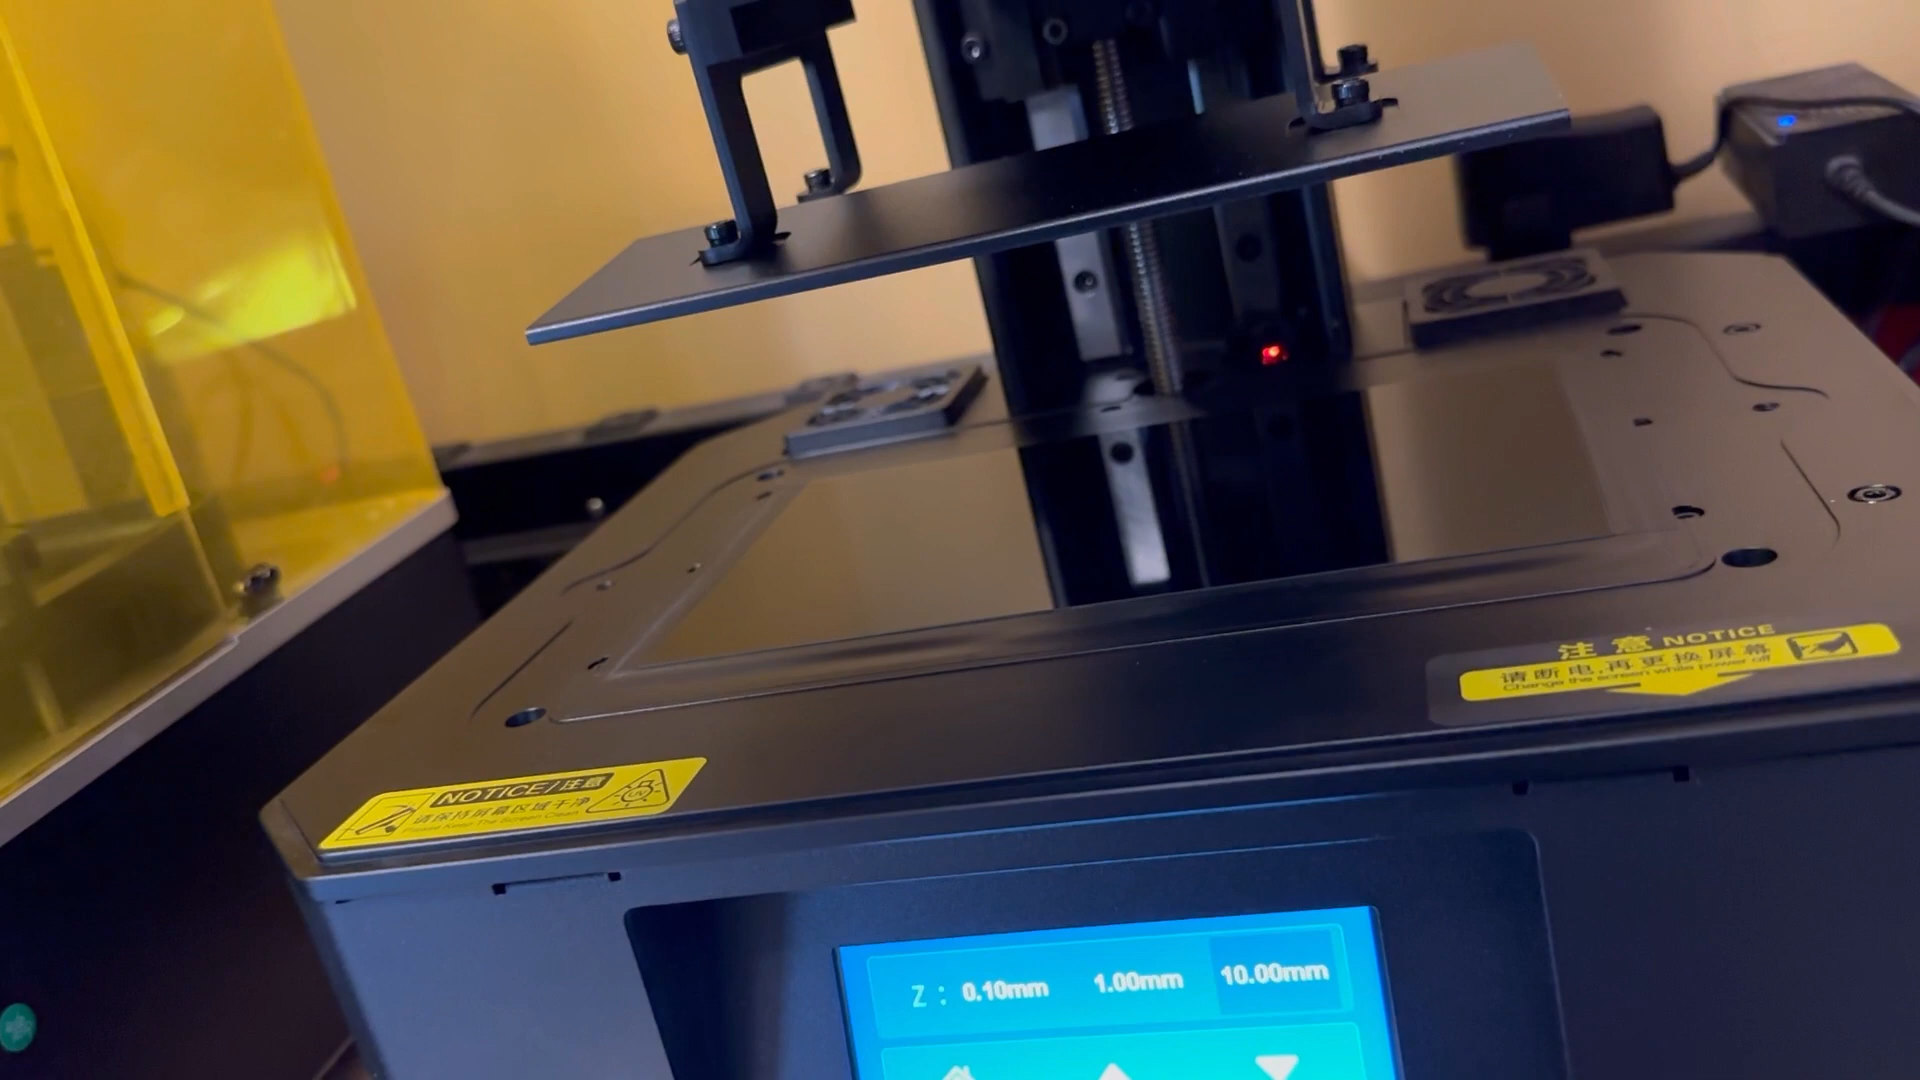 注意 NOTICE
请断电,再更换屏幕
Change the screen while power off
NOTICE/注意
请保持屏幕区域干净
Please Keep The Screen Clean
UV
Z : 0.10mm 1.00mm 10.00mm